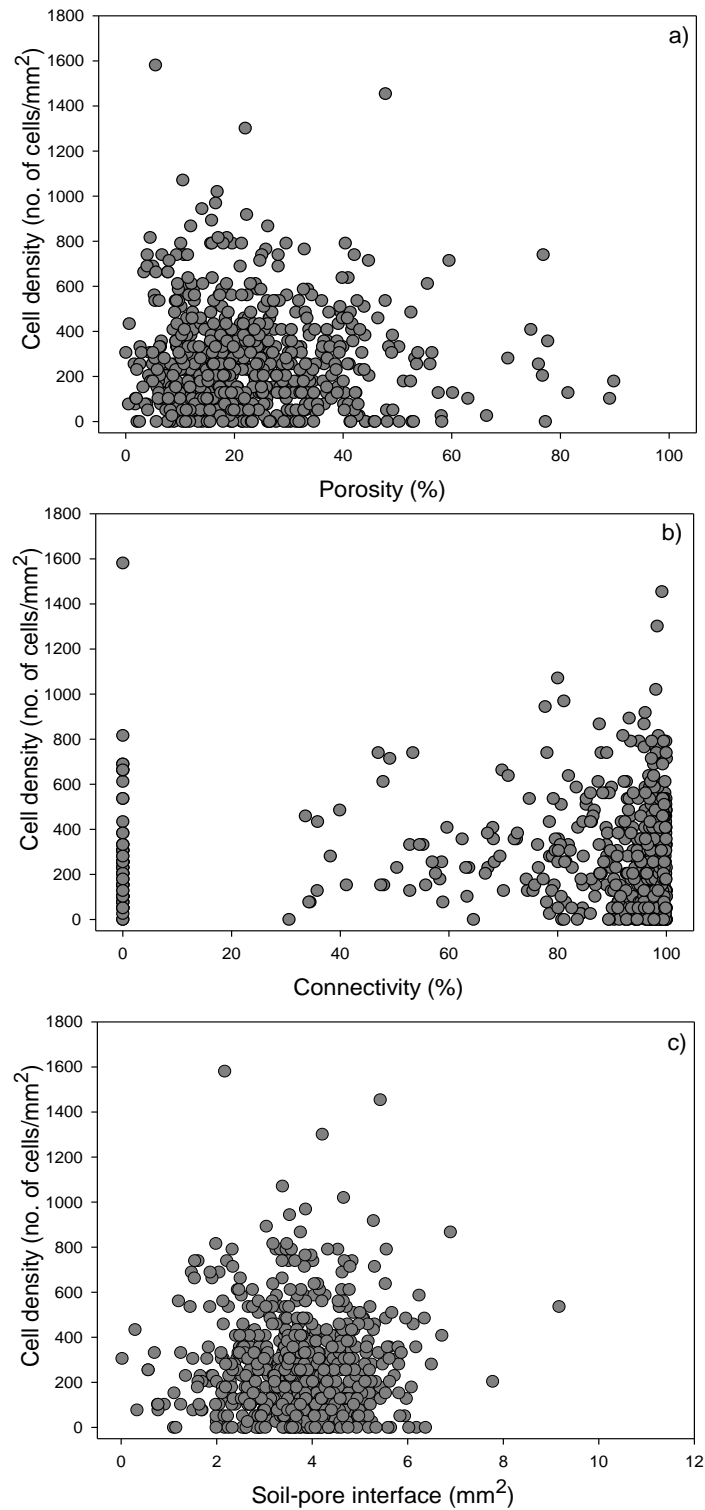 a)
Cell density (no. of cells/mm²)
1800
1600
1400
1200
1000
800
600
400
200
0
0 20 40 60 80 100
Porosity (%)
b)
Cell density (no. of cells/mm²)
1800
1600
1400
1200
1000
800
600
400
200
0
0 20 40 60 80 100
Connectivity (%)
c)
Cell density (no. of cells/mm²)
1800
1600
1400
1200
1000
800
600
400
200
0
0 2 4 6 8 10 12
Soil-pore interface (mm²)